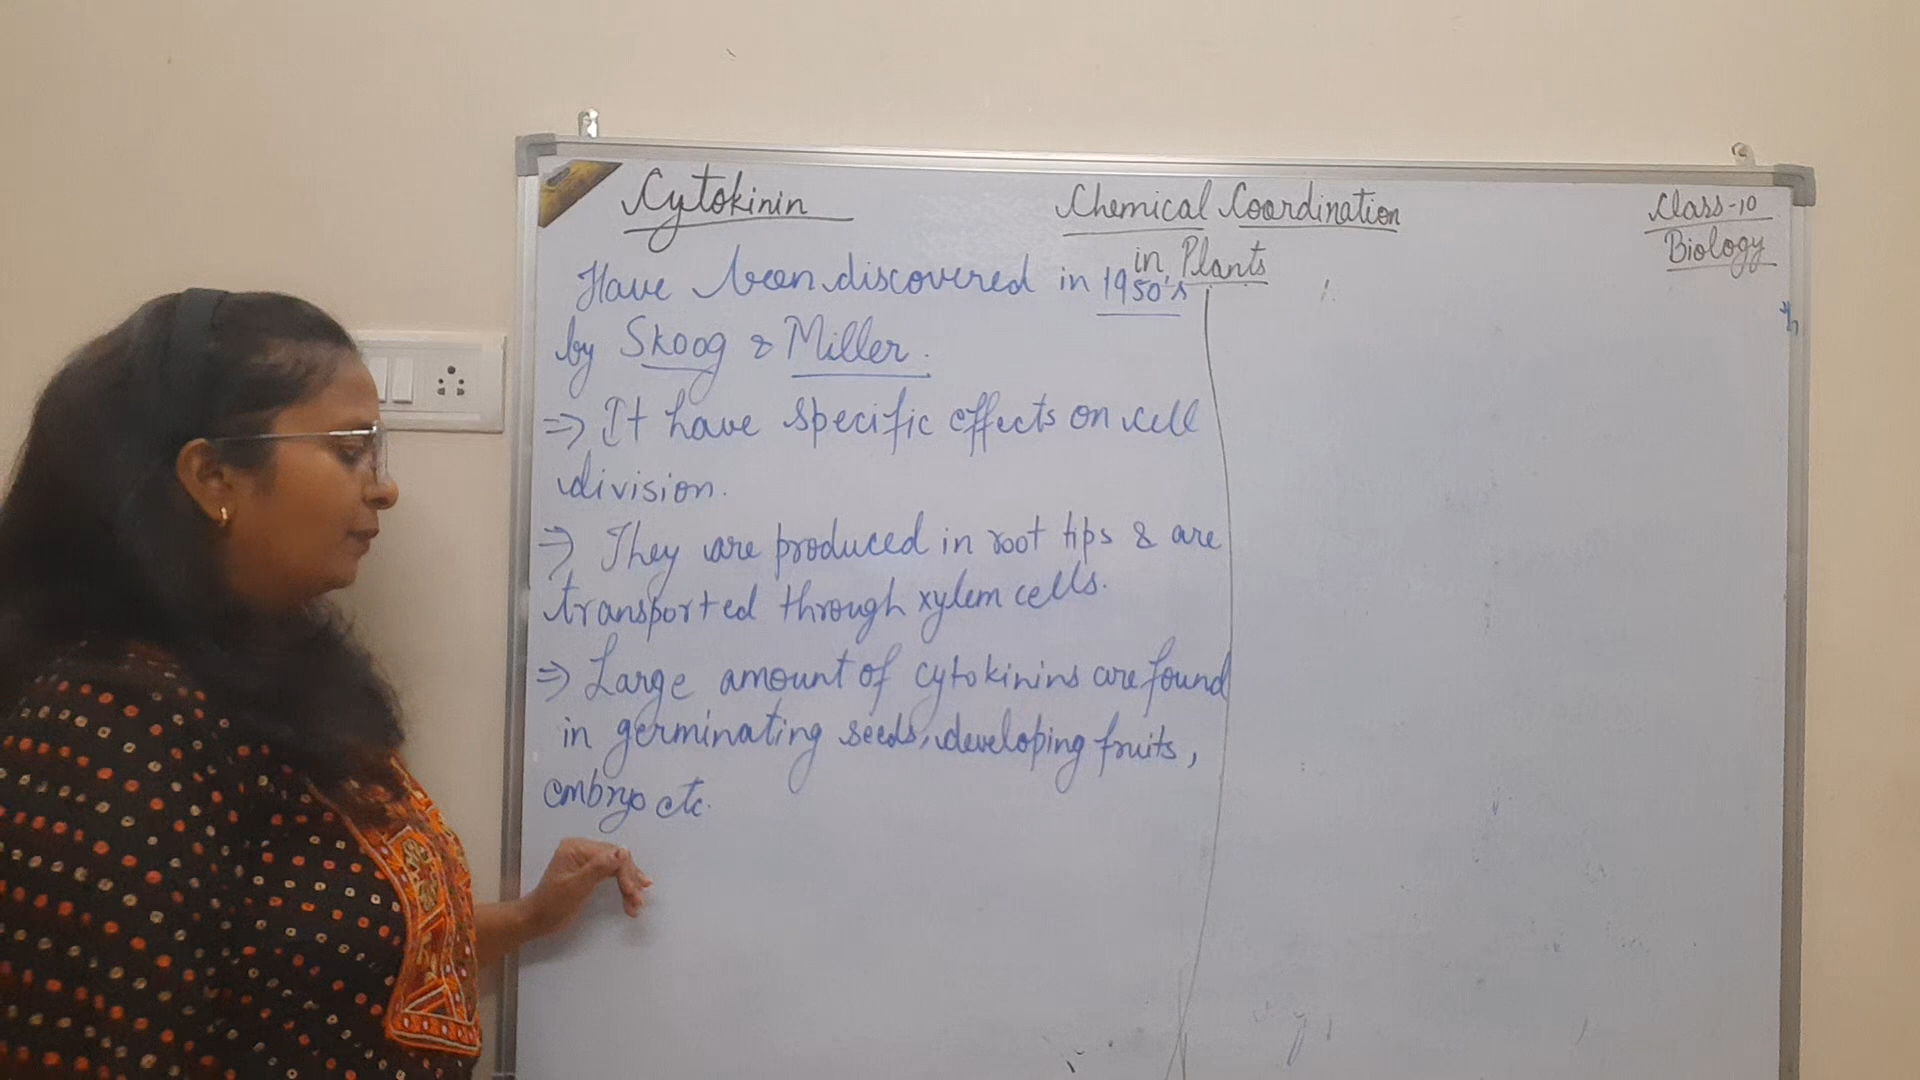 Cytokinin
Chemical Coordination
in Plants
Class-10
Biology
Have been discovered in 1950's
by Skoog & Miller.
⇒ It have specific effects on cell
division.
⇒ They are produced in root tips & are
transported through xylem cells.
⇒ Large amount of cytokinins are found
in germinating seeds, developing fruits,
embryo etc.